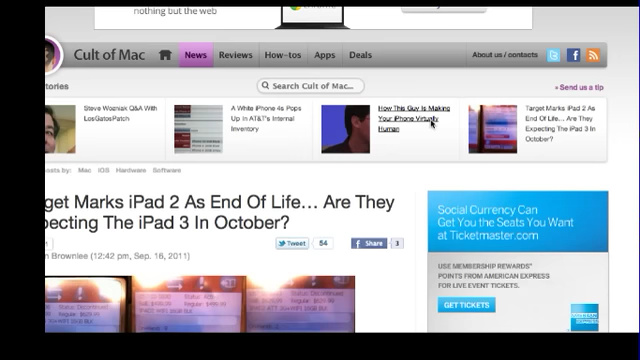 nothing but the web
Cult of Mac
News
Reviews
How-tos
Apps
Deals
About us / contacts
Search Cult of Mac...
tories
Send us a tip
Steve Wozniak Q&A With
LosGatosPatch
A White iPhone 4s Pops
Up In AT&T's Internal
Inventory
How This Guy Is Making
Your iPhone Virtually
Human
Target Marks iPad 2 As
End Of Life... Are They
Expecting The iPad 3 In
October?
osts by:
Mac
iOS
Hardware
Software
get Marks iPad 2 As End Of Life... Are They
pecting The iPad 3 In October?
Tweet
54
Share
3
n Brownlee (12:42 pm, Sep. 16, 2011)
Social Currency Can
Get You the Seats You Want
at Ticketmaster.com
USE MEMBERSHIP REWARDS®
POINTS FROM AMERICAN EXPRESS
FOR LIVE EVENT TICKETS.
GET TICKETS